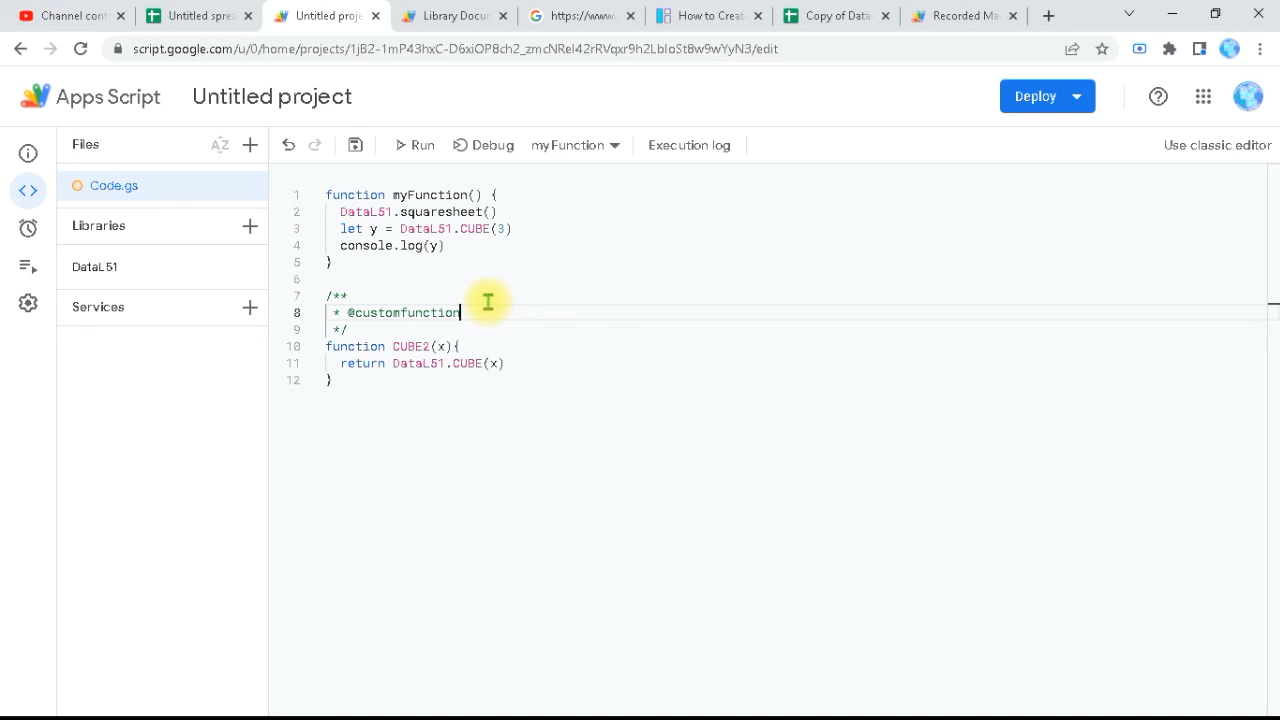 Channel cont
Untitled spre
Untitled proje
Library Docu
https://www.
How to Creat
Copy of Data
Recorded Ma
script.google.com/u/0/home/projects/1jB2-1mP43hxC-D6xiOP8ch2_zmcNRel42rRVqxr9h2LbIoSt8w9wYyN3/edit
Apps Script
Untitled project
Deploy
Files
AZ
Run
Debug
myFunction
Execution log
Use classic editor
Code.gs
Libraries
DataL51
Services
1 function myFunction() {
2 DataL51.squaresheet()
3 let y = DataL51.CUBE(3)
4 console.log(y)
5 }
6
7 /**
8 * @customfunction
9 */
10 function CUBE2(x){
11 return DataL51.CUBE(x)
12 }